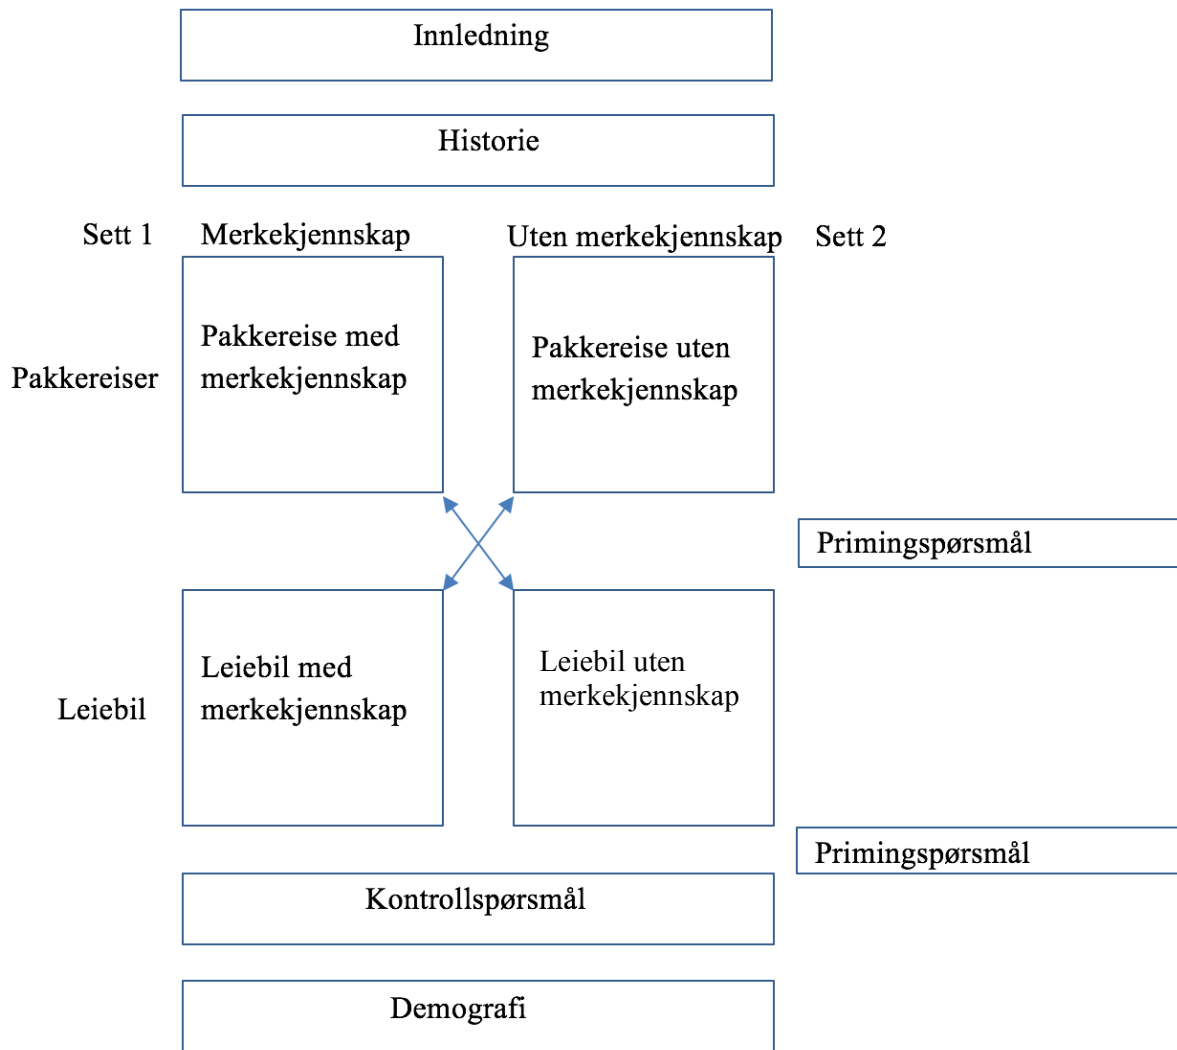 Innledning
Historie
Sett 1 Merkekjennskap Uten merkekjennskap Sett 2
Pakkereiser
Pakkereise med
merkekjennskap
Pakkereise uten
merkekjennskap
Primingspørsmål
Leiebil
Leiebil med
merkekjennskap
Leiebil uten
merkekjennskap
Primingspørsmål
Kontrollspørsmål
Demografi